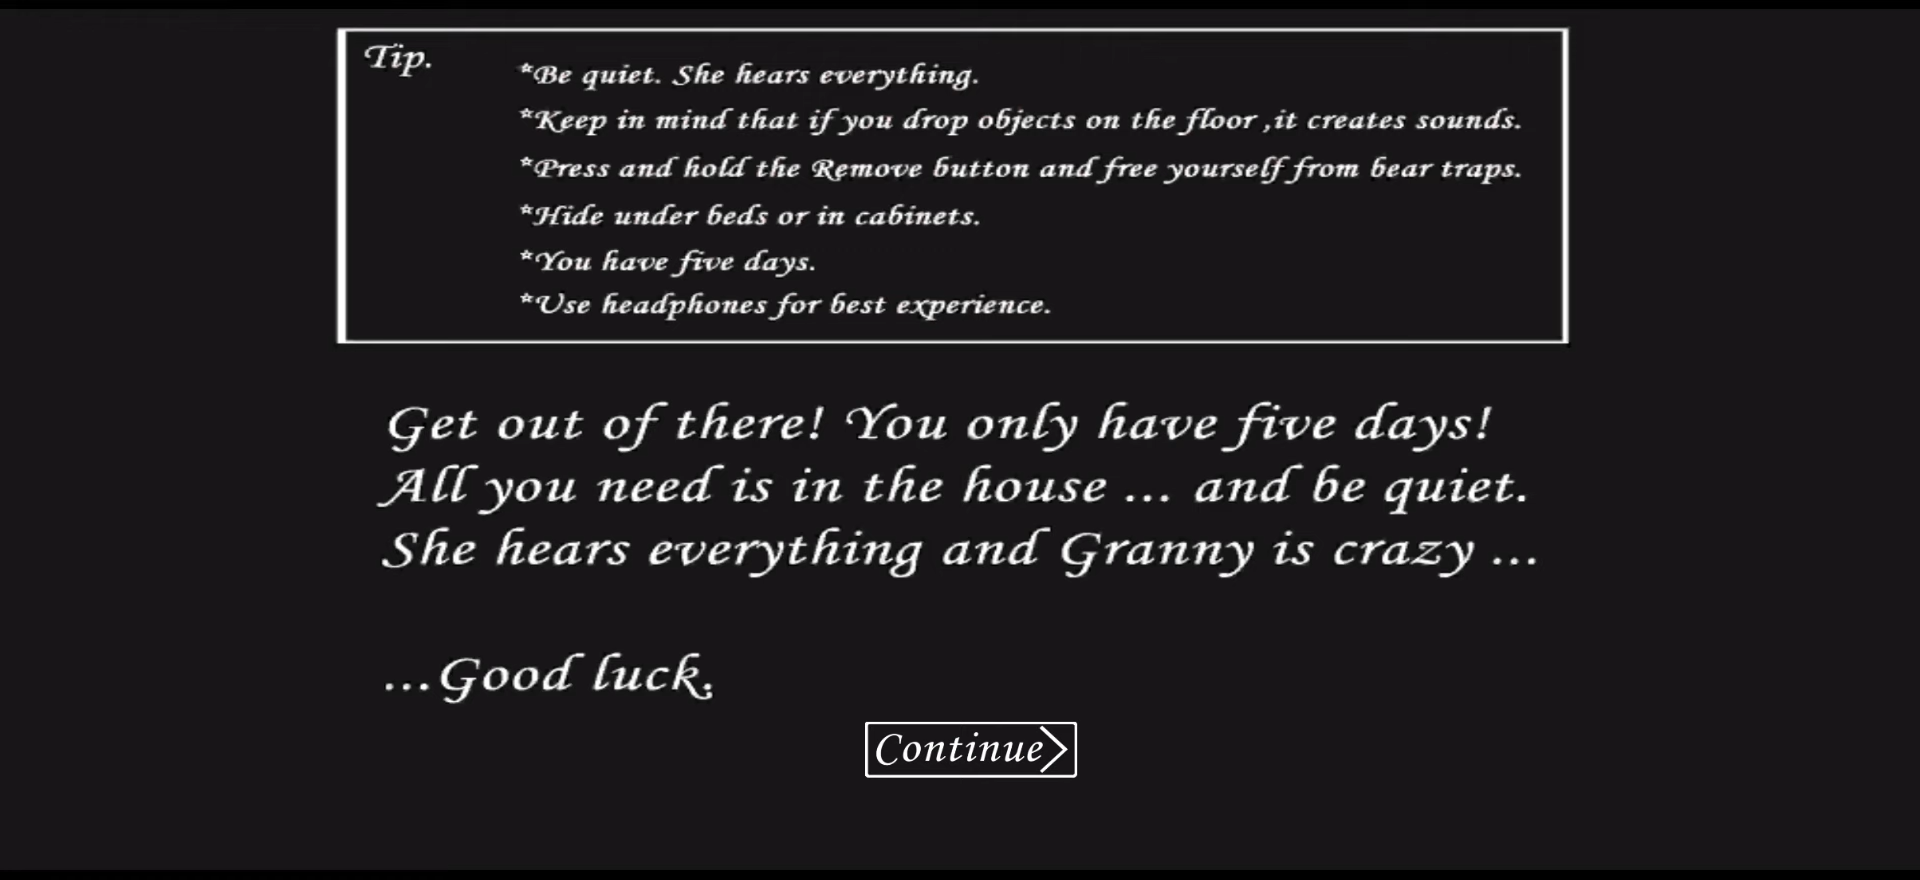 Tip.
*Be quiet. She hears everything.
*Keep in mind that if you drop objects on the floor ,it creates sounds.
*Press and hold the Remove button and free yourself from bear traps.
*Hide under beds or in cabinets.
*You have five days.
*Use headphones for best experience.
Get out of there! You only have five days!
All you need is in the house ... and be quiet.
She hears everything and Granny is crazy ...
...Good luck.
Continue>